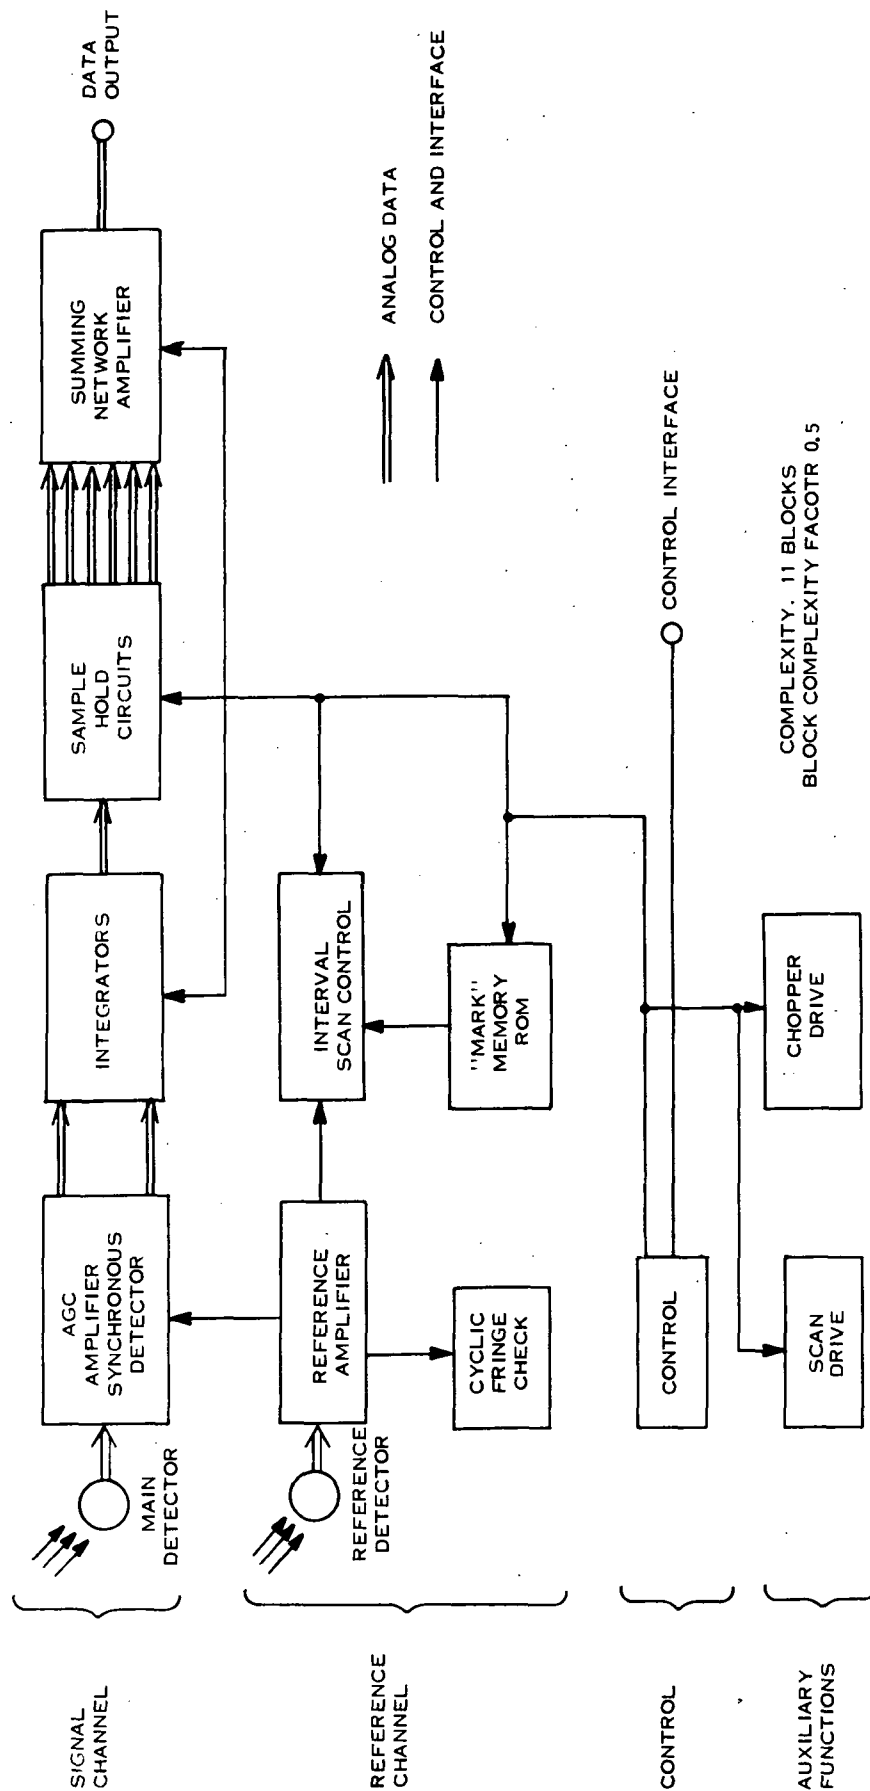 SIGNAL
CHANNEL
MAIN
DETECTOR
AGC
AMPLIFIER
SYNCHRONOUS
DETECTOR
INTEGRATORS
SAMPLE
HOLD
CIRCUITS
SUMMING
NETWORK
AMPLIFIER
DATA
OUTPUT
REFERENCE
CHANNEL
REFERENCE
DETECTOR
REFERENCE
AMPLIFIER
INTERVAL
SCAN CONTROL
CYCLIC
FRINGE
CHECK
"MARK"
MEMORY
ROM
ANALOG DATA
CONTROL AND INTERFACE
CONTROL
CONTROL
CONTROL INTERFACE
AUXILIARY
FUNCTIONS
SCAN
DRIVE
CHOPPER
DRIVE
COMPLEXITY. 11 BLOCKS
BLOCK COMPLEXITY FACOTR 0.5